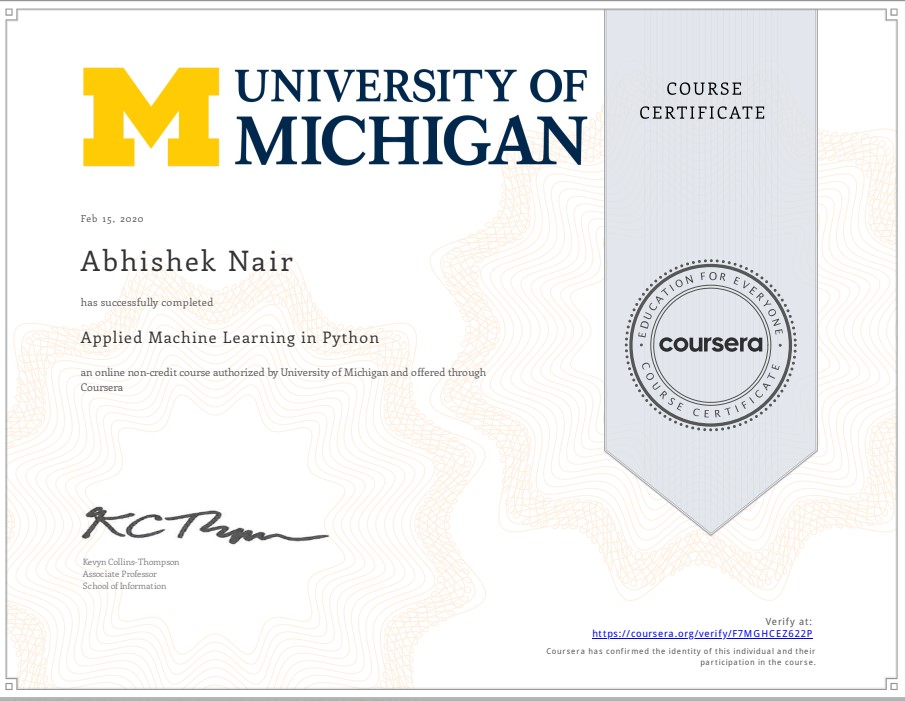 M UNIVERSITY OF
MICHIGAN
COURSE
CERTIFICATE
Feb 15, 2020
Abhishek Nair
has successfully completed
Applied Machine Learning in Python
an online non-credit course authorized by University of Michigan and offered through
Coursera
EDUCATION FOR EVERYONE
coursera
COURSE CERTIFICATE
KC Thom
Kevyn Collins-Thompson
Associate Professor
School of Information
Verify at:
https://coursera.org/verify/F7MGHCEZ622P
Coursera has confirmed the identity of this individual and their
participation in the course.